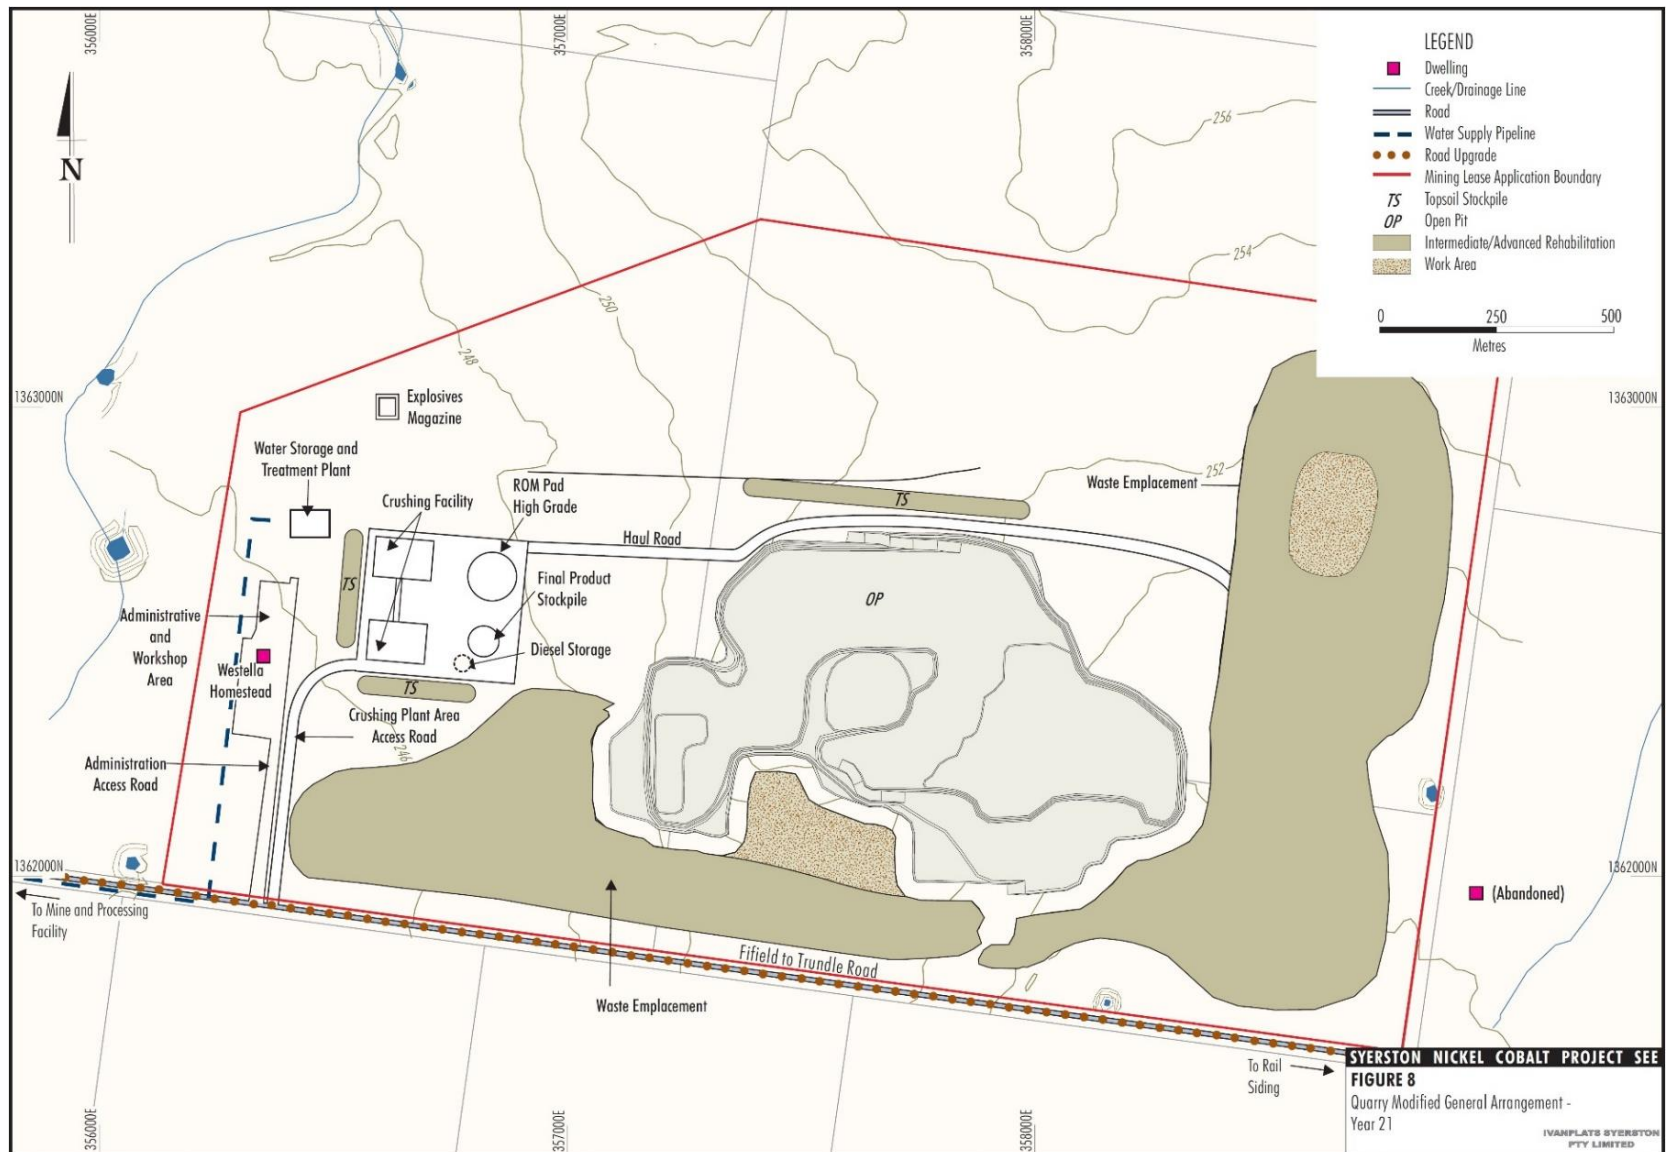 356000E
357000E
358000E
LEGEND
Dwelling
Creek/Drainage Line
Road
Water Supply Pipeline
Road Upgrade
Mining Lease Application Boundary
TS Topsoil Stockpile
OP Open Pit
Intermediate/Advanced Rehabilitation
Work Area
0 250 500
Metres
N
256
254
250
248
252
246
1363000N
1363000N
Explosives
Magazine
Water Storage and
Treatment Plant
Crushing Facility
ROM Pad
High Grade
Waste Emplacement
TS
Haul Road
TS
Final Product
Stockpile
OP
Administrative
and
Workshop
Area
Westella
Homestead
Diesel Storage
TS
Crushing Plant Area
Access Road
Administration
Access Road
1362000N
1362000N
(Abandoned)
To Mine and Processing
Facility
Fifield to Trundle Road
Waste Emplacement
To Rail
Siding
356000E
357000E
358000E
SYERSTON NICKEL COBALT PROJECT SEE
FIGURE 8
Quarry Modified General Arrangement -
Year 21
IVANPLATS SYERSTON
PTY LIMITED